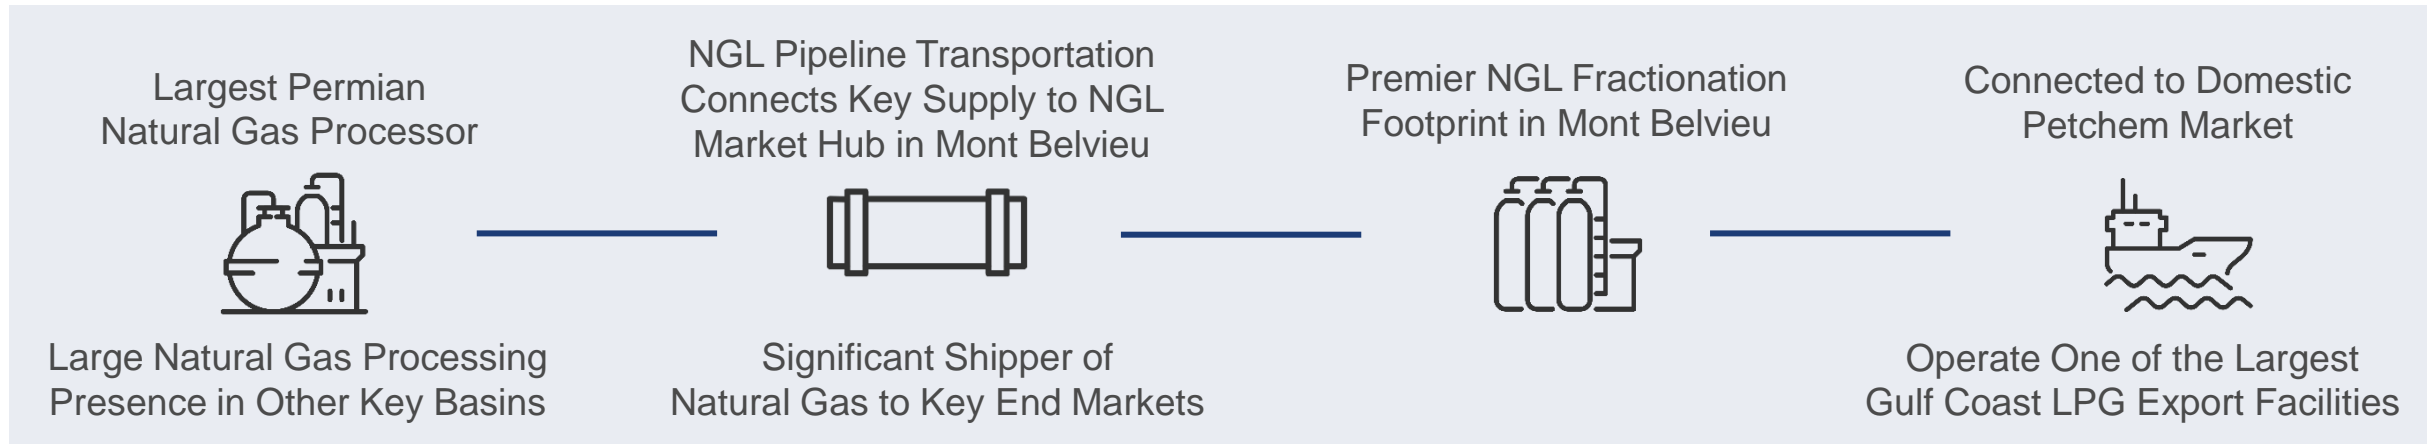 Largest Permian
Natural Gas Processor
Large Natural Gas Processing
Presence in Other Key Basins
NGL Pipeline Transportation
Connects Key Supply to NGL
Market Hub in Mont Belvieu
Significant Shipper of
Natural Gas to Key End Markets
Premier NGL Fractionation
Footprint in Mont Belvieu
Connected to Domestic
Petchem Market
Operate One of the Largest
Gulf Coast LPG Export Facilities